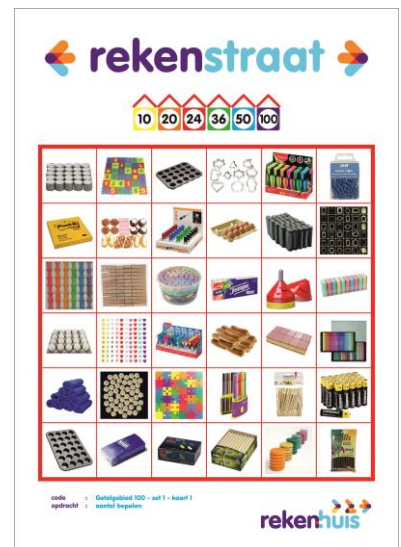 rekenstraat
10 20 24 36 50 100
code : Getalgebied 100 - set 1 - kaart 1
opdracht : aantal bepalen
rekenhuis